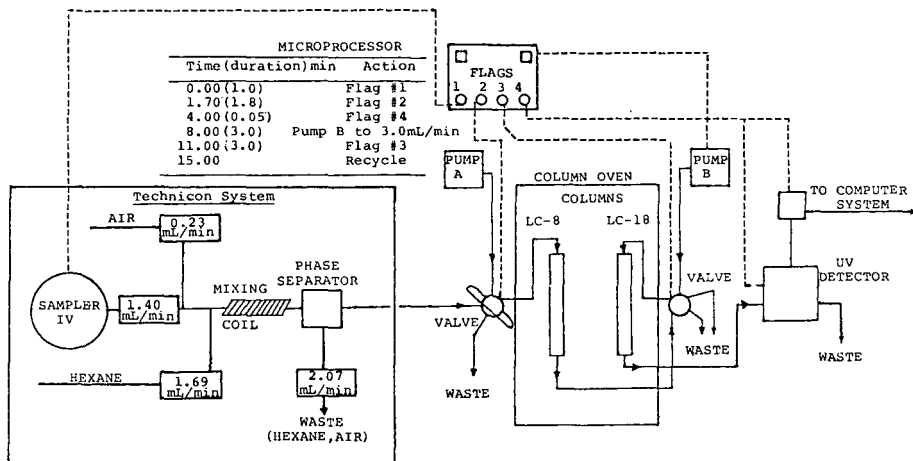 MICROPROCESSOR
Time(duration)min Action
0.00(1.0) Flag #1
1.70(1.8) Flag #2
4.00(0.05) Flag #4
8.00(3.0) Pump B to 3.0mL/min
11.00(3.0) Flag #3
15.00 Recycle
FLAGS
1 2 3 4
PUMP
A
PUMP
B
COLUMN OVEN
COLUMNS
LC-8 LC-18
TO COMPUTER
SYSTEM
Technicon System
AIR
0.23
mL/min
SAMPLER
IV
1.40
mL/min
MIXING
COIL
PHASE
SEPARATOR
HEXANE
1.69
mL/min
2.07
mL/min
WASTE
(HEXANE,AIR)
VALVE
WASTE
VALVE
WASTE
UV
DETECTOR
WASTE